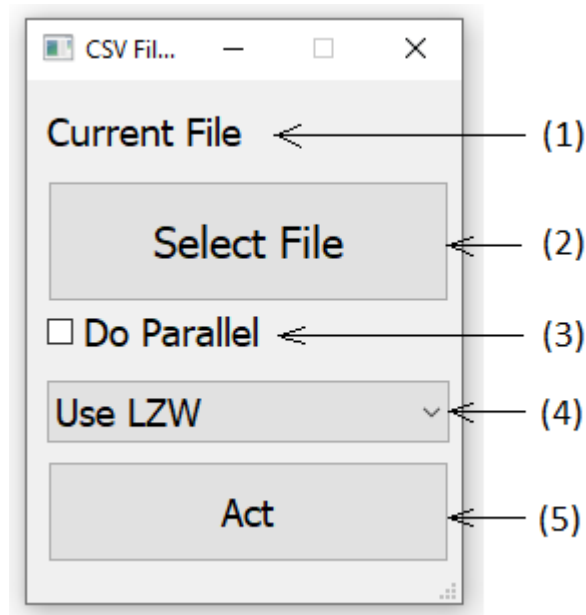 CSV Fil...
Current File (1)
Select File (2)
Do Parallel (3)
Use LZW (4)
Act (5)